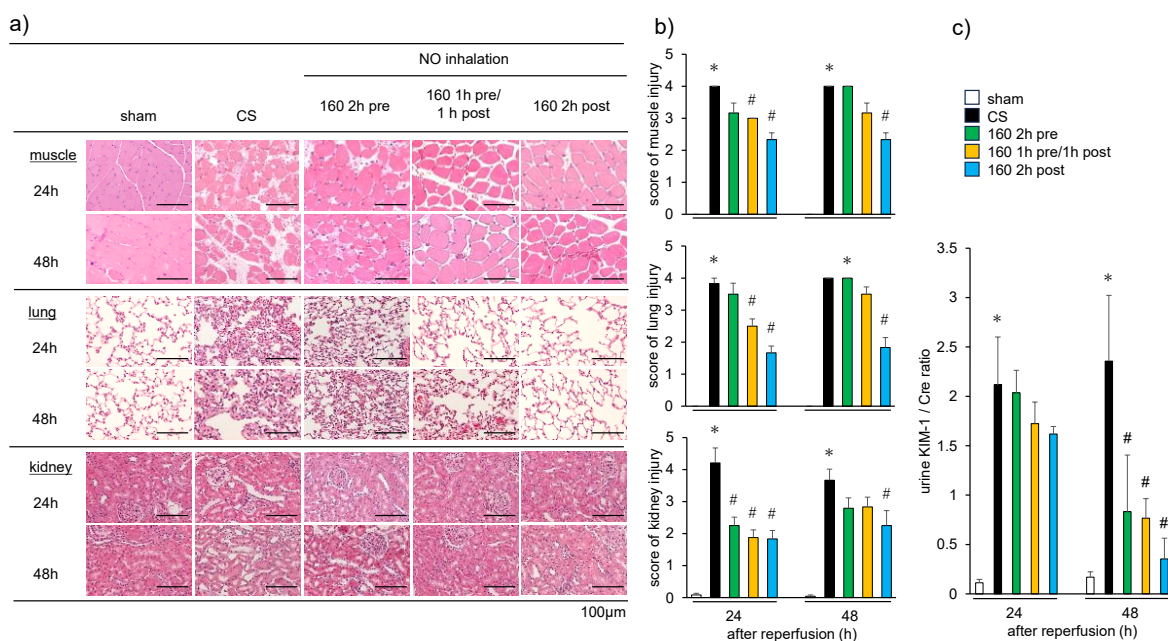 a)
NO inhalation
sham
CS
160 2h pre
160 1h pre/
1 h post
160 2h post
muscle
24h
48h
lung
24h
48h
kidney
24h
48h
100µm
b)
score of muscle injury
5
4
3
2
1
0
*
#
#
*
#
score of lung injury
5
4
3
2
1
0
*
#
#
*
#
score of kidney injury
5
4
3
2
1
0
*
#
#
#
*
#
24
48
after reperfusion (h)
c)
sham
CS
160 2h pre
160 1h pre/1h post
160 2h post
urine KIM-1 / Cre ratio
3.5
3
2.5
2
1.5
1
0.5
0
*
*
#
#
#
24
48
after reperfusion (h)